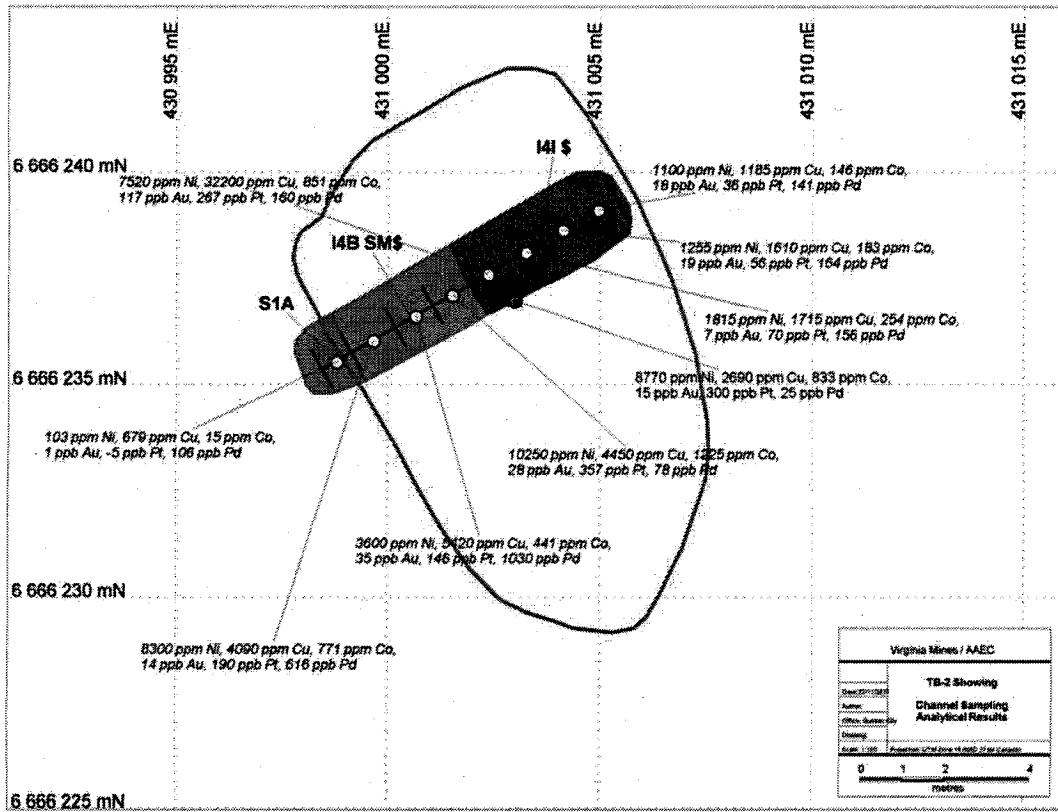 430 995 mE
431 000 mE
431 005 mE
431 010 mE
431 015 mE
6 666 240 mN
6 666 235 mN
6 666 230 mN
6 666 225 mN
I4I $
I4B SM$
S1A
7520 ppm Ni, 32200 ppm Cu, 851 ppm Co,
117 ppb Au, 267 ppb Pt, 160 ppb Pd
1100 ppm Ni, 1185 ppm Cu, 146 ppm Co,
18 ppb Au, 36 ppb Pt, 141 ppb Pd
1255 ppm Ni, 1610 ppm Cu, 183 ppm Co,
19 ppb Au, 56 ppb Pt, 164 ppb Pd
1815 ppm Ni, 1715 ppm Cu, 254 ppm Co,
7 ppb Au, 70 ppb Pt, 156 ppb Pd
8770 ppm Ni, 2690 ppm Cu, 833 ppm Co,
15 ppb Au, 300 ppb Pt, 25 ppb Pd
103 ppm Ni, 679 ppm Cu, 15 ppm Co,
1 ppb Au, -5 ppb Pt, 106 ppb Pd
10250 ppm Ni, 4450 ppm Cu, 1225 ppm Co,
28 ppb Au, 357 ppb Pt, 78 ppb Pd
3600 ppm Ni, 5420 ppm Cu, 441 ppm Co,
35 ppb Au, 146 ppb Pt, 1030 ppb Pd
8300 ppm Ni, 4090 ppm Cu, 771 ppm Co,
14 ppb Au, 190 ppb Pt, 616 ppb Pd
Virginia Mines / AAEC
TB-2 Showing
Channel Sampling
Analytical Results
Author:
Drawing:
0 1 2 4
metres